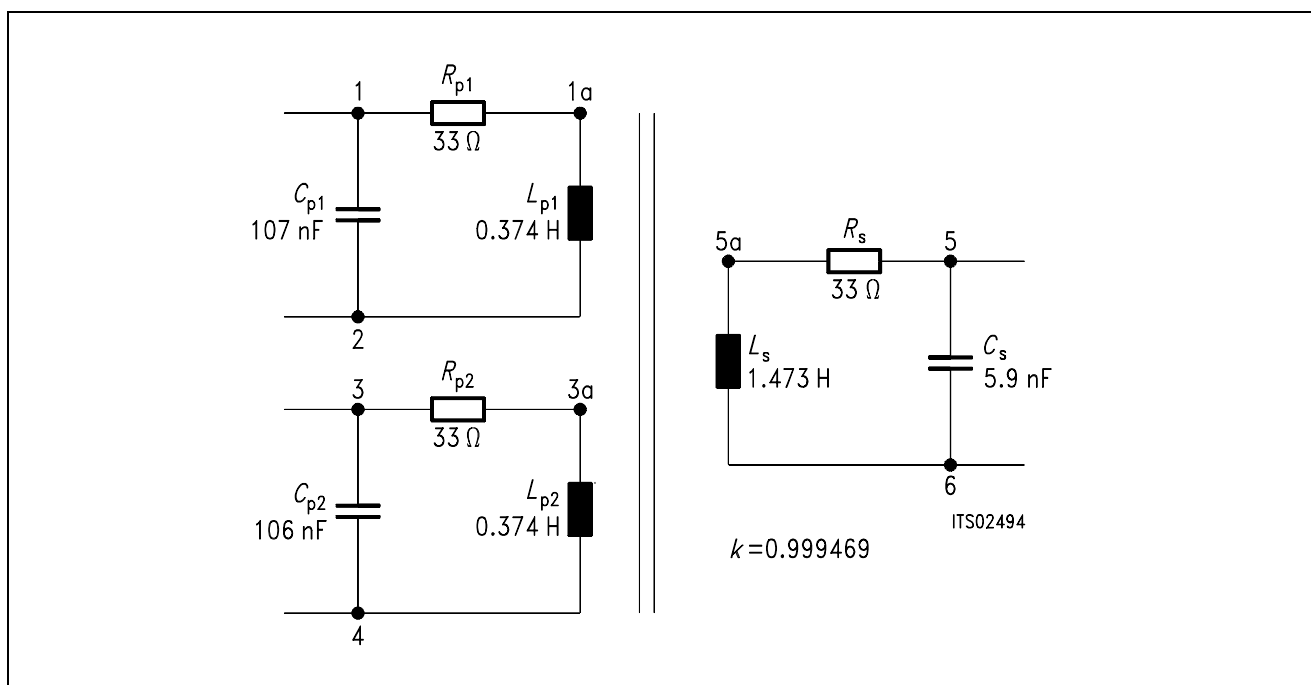 R_p1
1
1a
33 Ω
C_p1
107 nF
L_p1
0.374 H
2
R_p2
3
3a
33 Ω
C_p2
106 nF
L_p2
0.374 H
4
R_s
5a
5
33 Ω
L_s
1.473 H
C_s
5.9 nF
6
ITS02494
k=0.999469